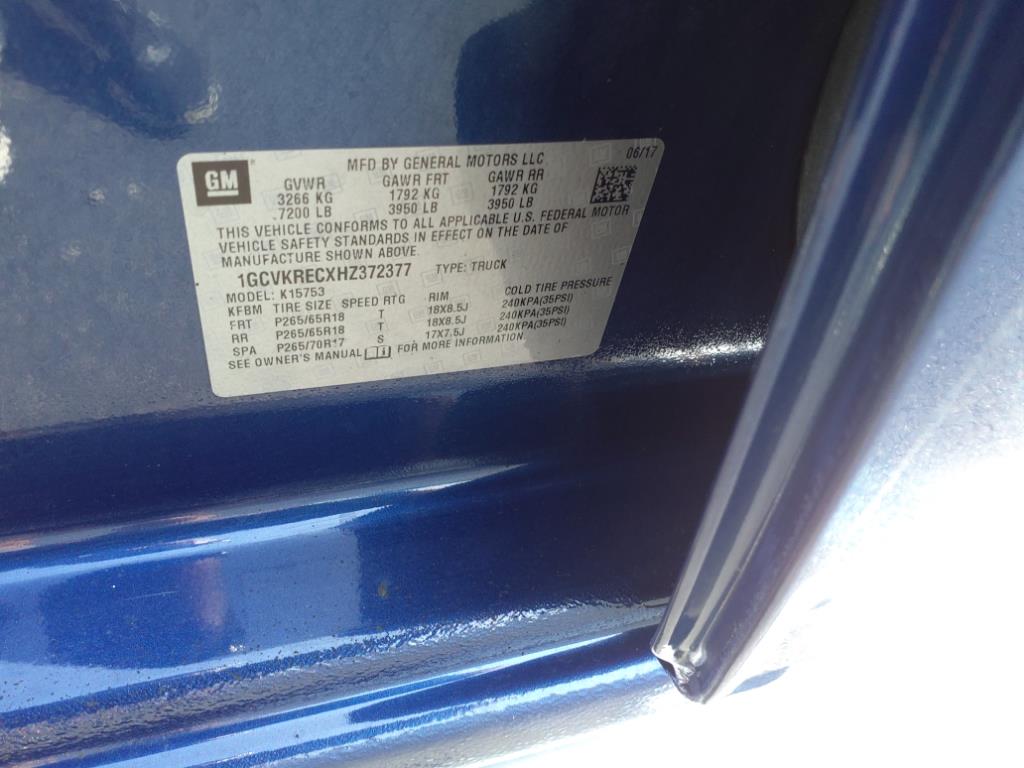 GM ® MFD BY GENERAL MOTORS LLC 06/17
GVWR GAWR FRT GAWR RR
3266 KG 1792 KG 1792 KG
7200 LB 3950 LB 3950 LB
THIS VEHICLE CONFORMS TO ALL APPLICABLE U.S. FEDERAL MOTOR
VEHICLE SAFETY STANDARDS IN EFFECT ON THE DATE OF
MANUFACTURE SHOWN ABOVE.
1GCVKRECXHZ372377 TYPE: TRUCK
MODEL: K15753
KFBM TIRE SIZE SPEED RTG RIM COLD TIRE PRESSURE
FRT P265/65R18 T 18X8.5J 240KPA(35PSI)
RR P265/65R18 T 18X8.5J 240KPA(35PSI)
SPA P265/70R17 S 17X7.5J 240KPA(35PSI)
SEE OWNER'S MANUAL FOR MORE INFORMATION.